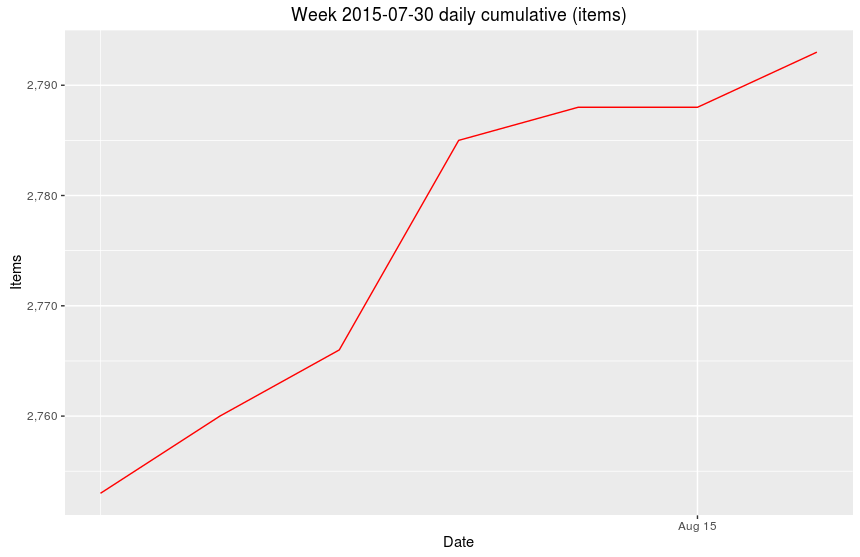 Week 2015-07-30 daily cumulative (items)
2,790
2,780
2,770
2,760
Items
Aug 15
Date